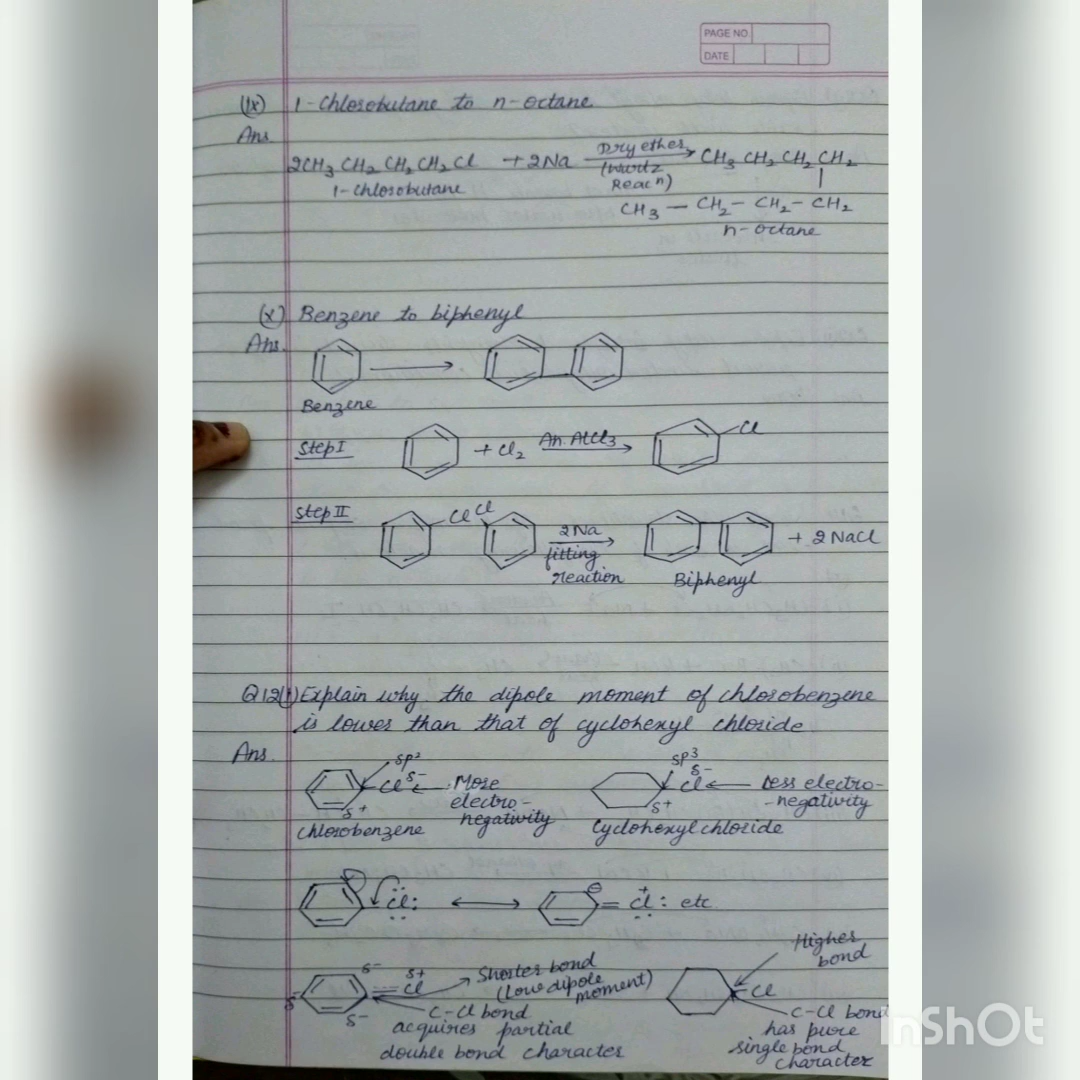 PAGE NO.
DATE
(ix) 1-Chlorobutane to n-octane
Ans.
2CH3 CH2 CH2 CH2 Cl + 2Na Dry ether (Wurtz Reacn) CH3 CH2 CH2 CH2
1-Chlorobutane
CH3 — CH2 — CH2 — CH2
n-octane
(x) Benzene to biphenyl
Ans.
Benzene
Step I + Cl2 An. AlCl3 Cl
Step II Cl Cl 2Na + 2NaCl
fitting
reaction Biphenyl
Q12(i) Explain why the dipole moment of chlorobenzene
is lower than that of cyclohexyl chloride
Ans.
sp2 sp3
Cl δ- More Cl δ- Less electro-
δ+ electro- δ+ -negativity
negativity
Chlorobenzene Cyclohexyl chloride
Cl: = Cl+ : etc
⊖
Higher
bond
δ- δ+ Shorter bond
Cl (Low dipole Cl
δ- δ- moment)
C-Cl bond C-Cl bond
acquires partial has pure
double bond character single bond
character
InShOt